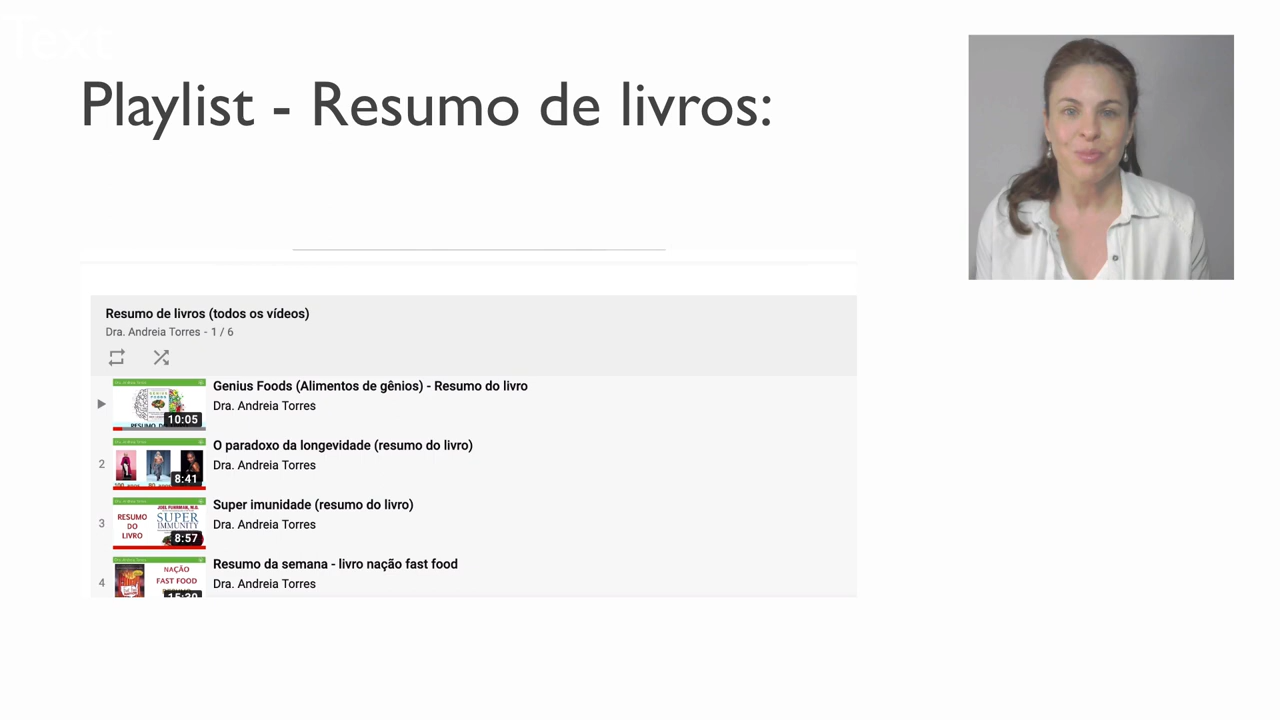 Text
Playlist - Resumo de livros:
Resumo de livros (todos os vídeos)
Dra. Andreia Torres - 1 / 6
Genius Foods (Alimentos de gênios) - Resumo do livro
Dra. Andreia Torres
10:05
2
O paradoxo da longevidade (resumo do livro)
Dra. Andreia Torres
8:41
3
RESUMO
DO
LIVRO
JOEL FUHRMAN, M.D.
SUPER
IMMUNITY
8:57
Super imunidade (resumo do livro)
Dra. Andreia Torres
4
NAÇÃO
FAST FOOD
Resumo da semana - livro nação fast food
Dra. Andreia Torres